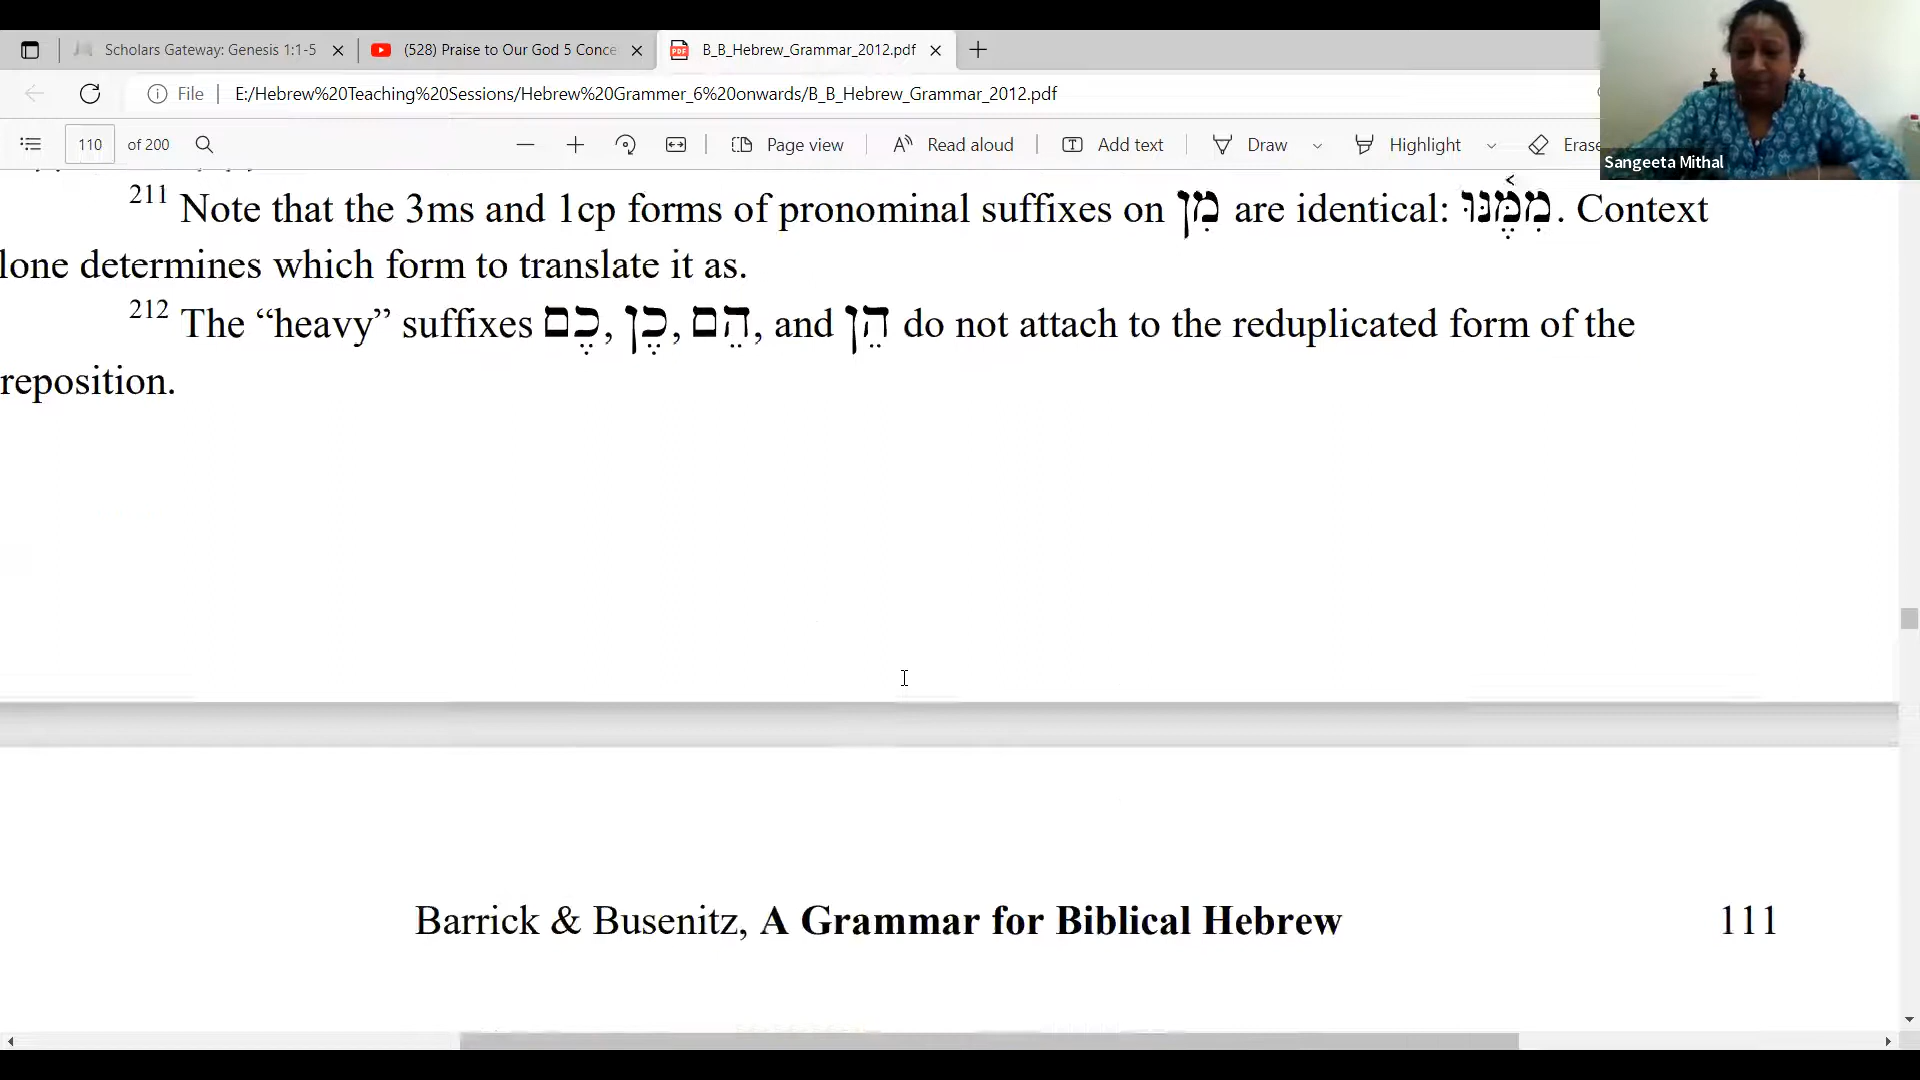 Scholars Gateway: Genesis 1:1-5
(528) Praise to Our God 5 Conce
B_B_Hebrew_Grammar_2012.pdf
File
E:/Hebrew%20Teaching%20Sessions/Hebrew%20Grammer_6%20onwards/B_B_Hebrew_Grammar_2012.pdf
110 of 200
Page view
Read aloud
Add text
Draw
Highlight
Erase
Sangeeta Mithal
211 Note that the 3ms and 1cp forms of pronominal suffixes on מִן are identical: מִמֶּ֫נּוּ. Context
lone determines which form to translate it as.
212 The “heavy” suffixes כֶם, כֶן, הֵם, and הֵן do not attach to the reduplicated form of the
reposition.
Barrick & Busenitz, A Grammar for Biblical Hebrew 111